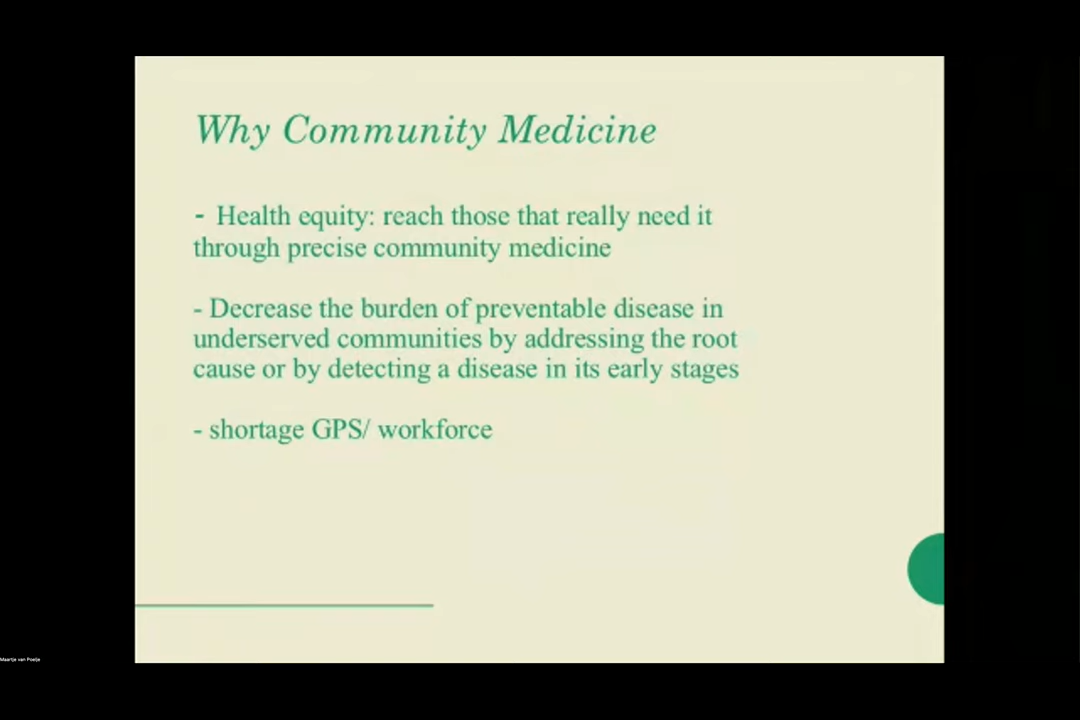 Why Community Medicine
- Health equity: reach those that really need it
through precise community medicine
- Decrease the burden of preventable disease in
underserved communities by addressing the root
cause or by detecting a disease in its early stages
- shortage GPS/ workforce
Maartje van